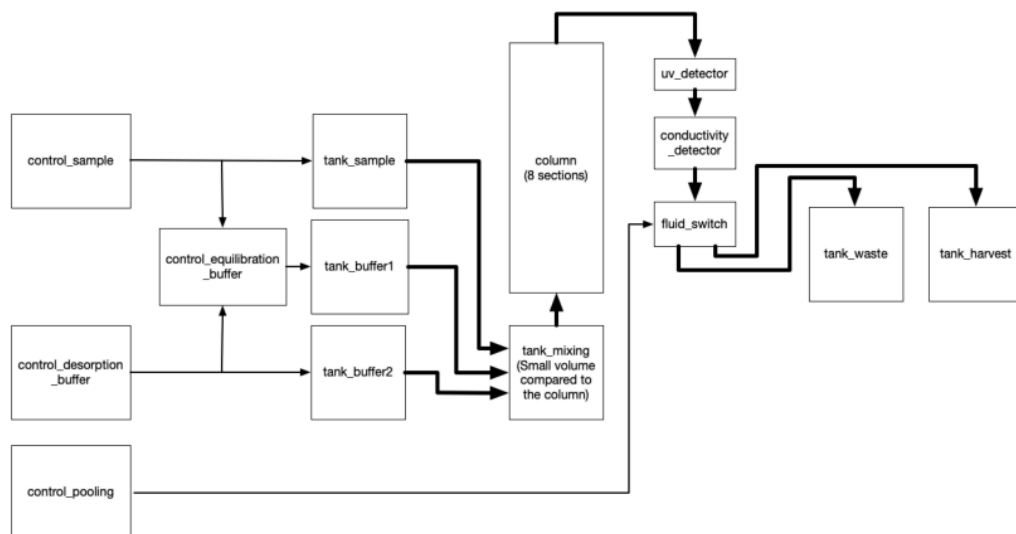 uv_detector
control_sample
tank_sample
column
(8 sections)
conductivity
_detector
fluid_switch
control_equilibration
_buffer
tank_buffer1
tank_waste
tank_harvest
control_desorption
_buffer
tank_buffer2
tank_mixing
(Small volume
compared to
the column)
control_pooling